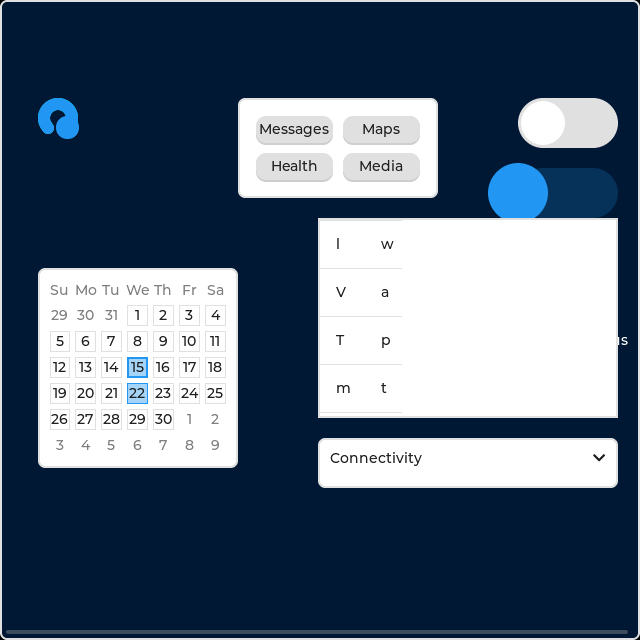 Messages Maps
Health Media
l w
V a
T p
m t
us
Su Mo Tu We Th Fr Sa
29 30 31 1 2 3 4
5 6 7 8 9 10 11
12 13 14 15 16 17 18
19 20 21 22 23 24 25
26 27 28 29 30 1 2
3 4 5 6 7 8 9
Connectivity